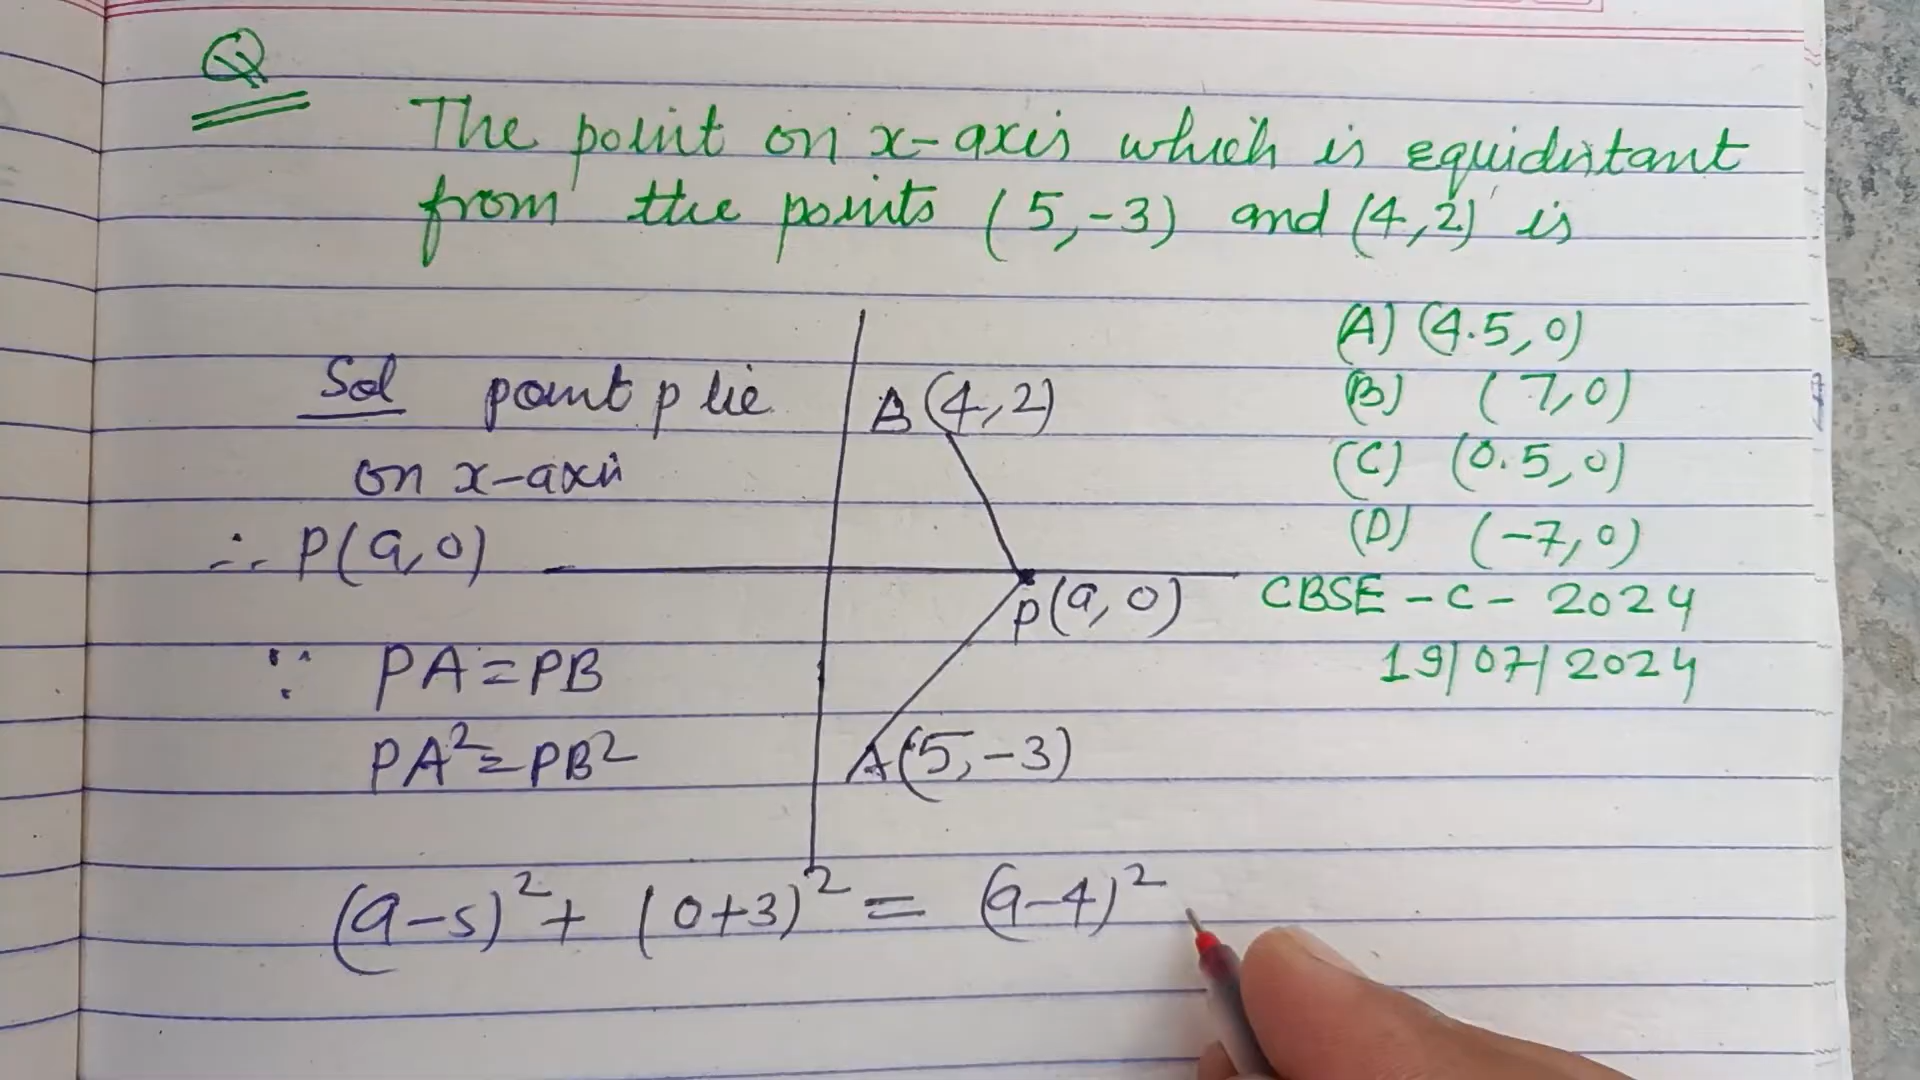 Q
The point on x-axis which is equidistant
from the points (5,-3) and (4,2) is
(A) (4.5,0)
(B) (7,0)
(C) (0.5,0)
(D) (-7,0)
CBSE - C - 2024
19/07/2024
Sol point p lie
on x-axis
∴ P(a,0)
∵ PA=PB
PA²=PB²
B(4,2)
P(a,0)
A(5,-3)
(a-5)²+ (0+3)² = (a-4)²